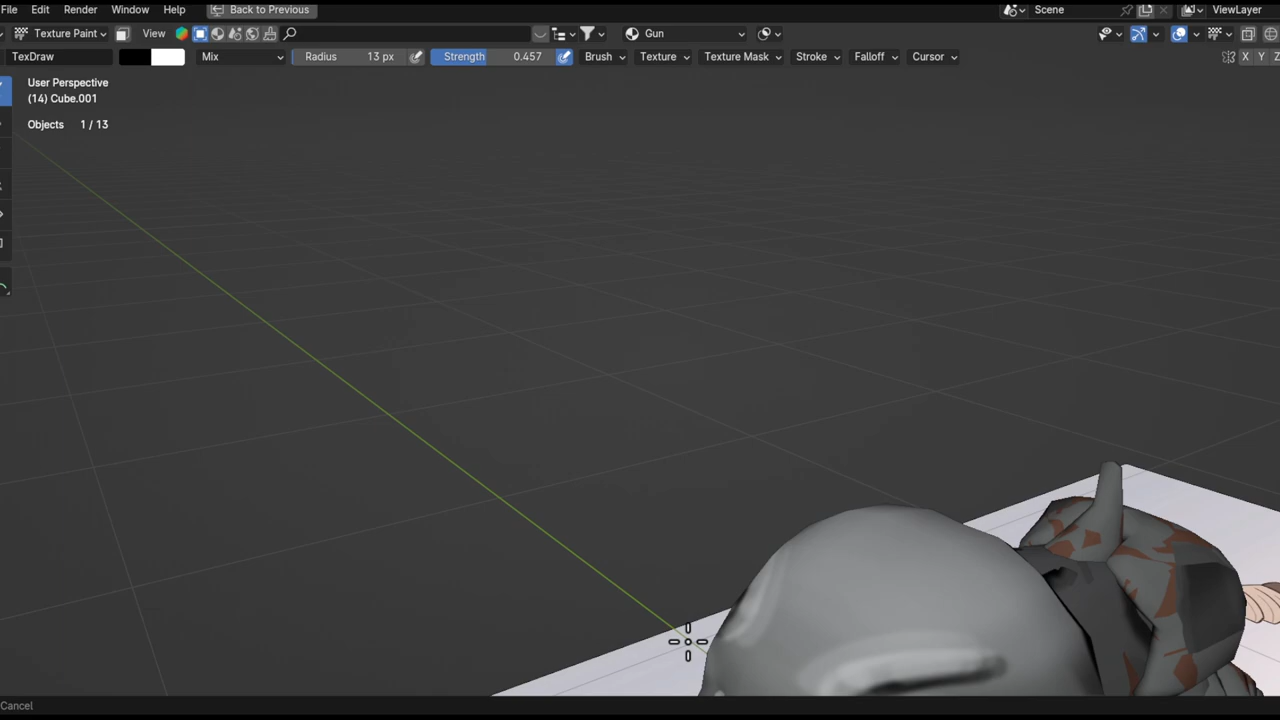 File Edit Render Window Help Back to Previous Scene ViewLayer
Texture Paint View Gun
TexDraw Mix Radius 13 px Strength 0.457 Brush Texture Texture Mask Stroke Falloff Cursor X Y Z
User Perspective
(14) Cube.001
Objects 1 / 13
Cancel